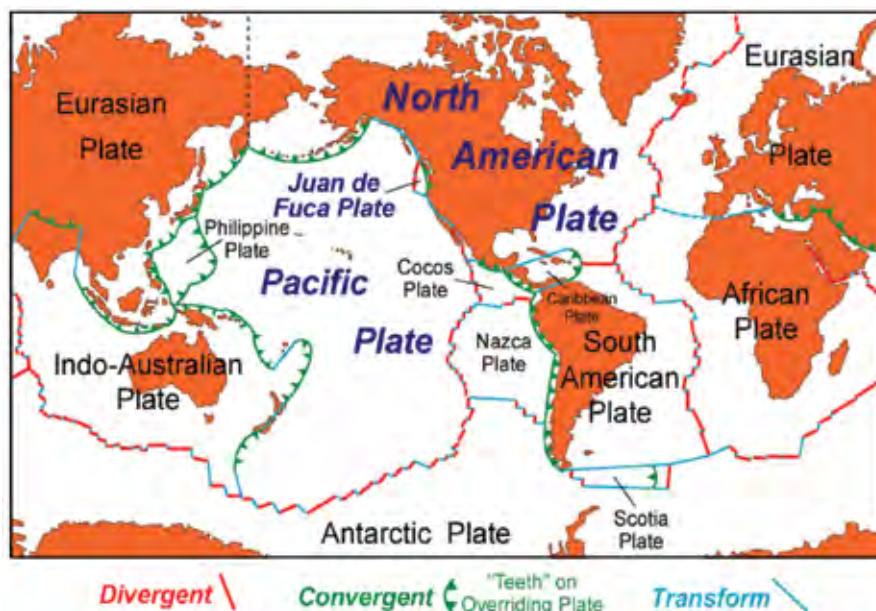 Eurasian
Plate
North
American
Plate
Eurasian
Plate
Juan de
Fuca Plate
Philippine
Plate
Pacific
Plate
Cocos
Plate
Caribbean
Plate
African
Plate
Indo-Australian
Plate
Nazca
Plate
South
American
Plate
Antarctic Plate
Scotia
Plate
Divergent
Convergent
"Teeth" on
Overriding Plate
Transform